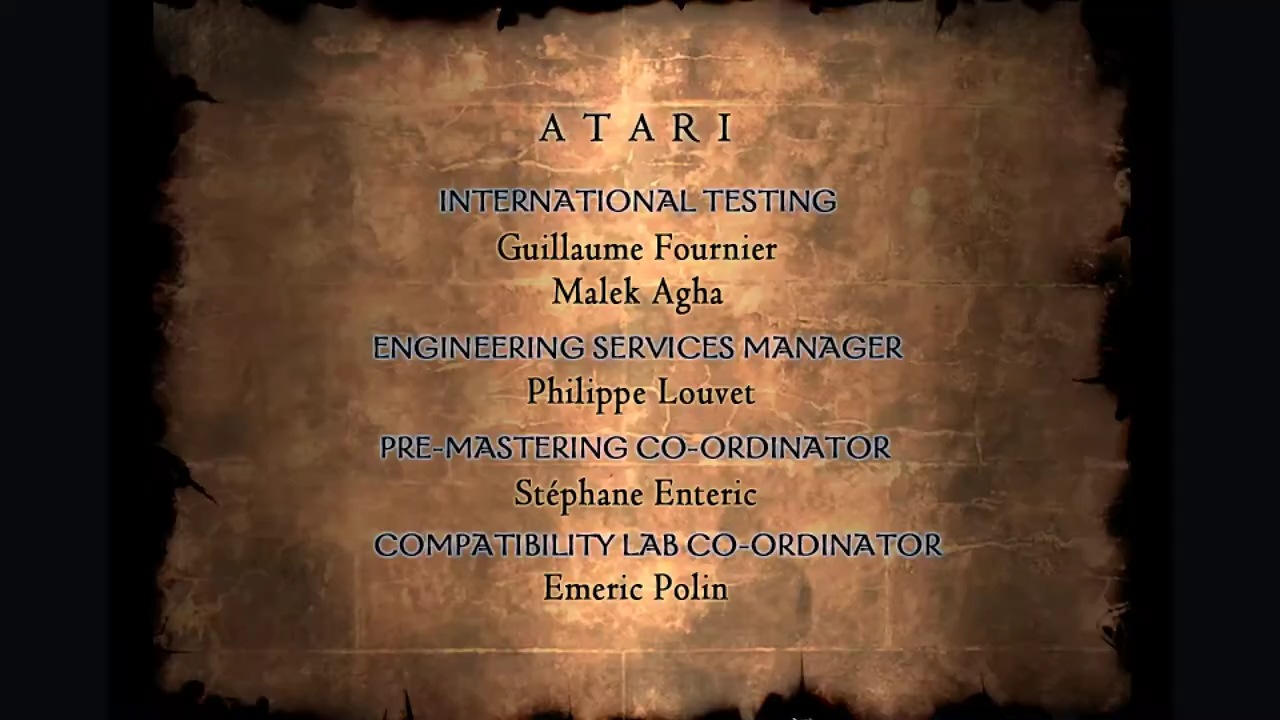 ATARI
INTERNATIONAL TESTING
Guillaume Fournier
Malek Agha
ENGINEERING SERVICES MANAGER
Philippe Louvet
PRE-MASTERING CO-ORDINATOR
Stéphane Enteric
COMPATIBILITY LAB CO-ORDINATOR
Emeric Polin